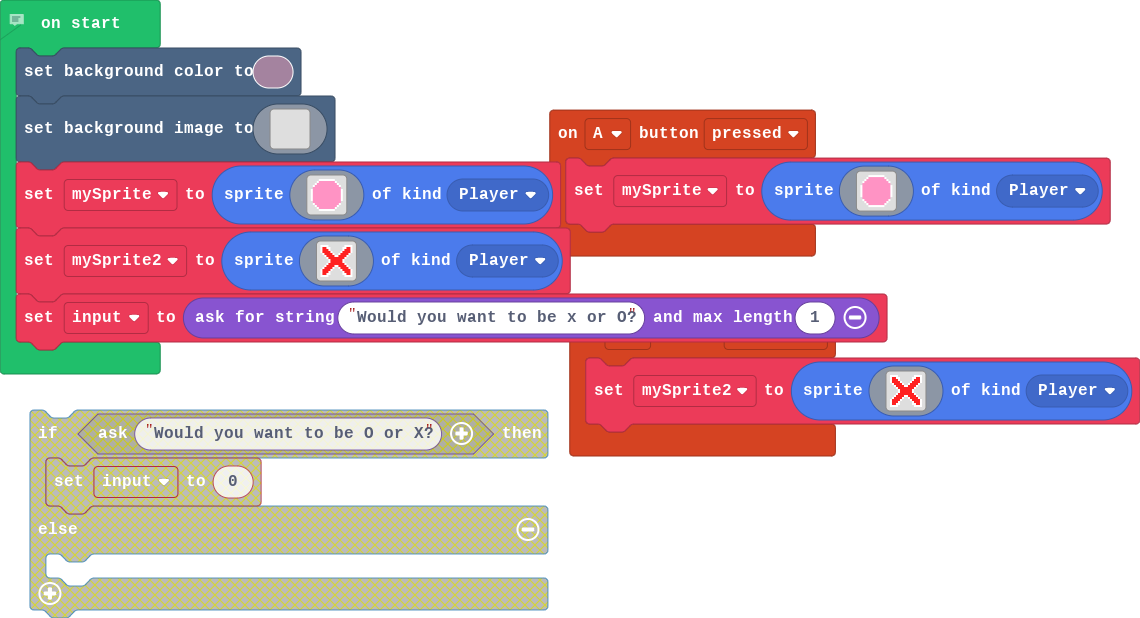 on start
set background color to
set background image to
set mySprite to sprite of kind Player
set mySprite2 to sprite of kind Player
set input to ask for string "Would you want to be x or O?" and max length 1
on A button pressed
set mySprite to sprite of kind Player
set mySprite2 to sprite of kind Player
if ask "Would you want to be O or X?" then
set input to 0
else